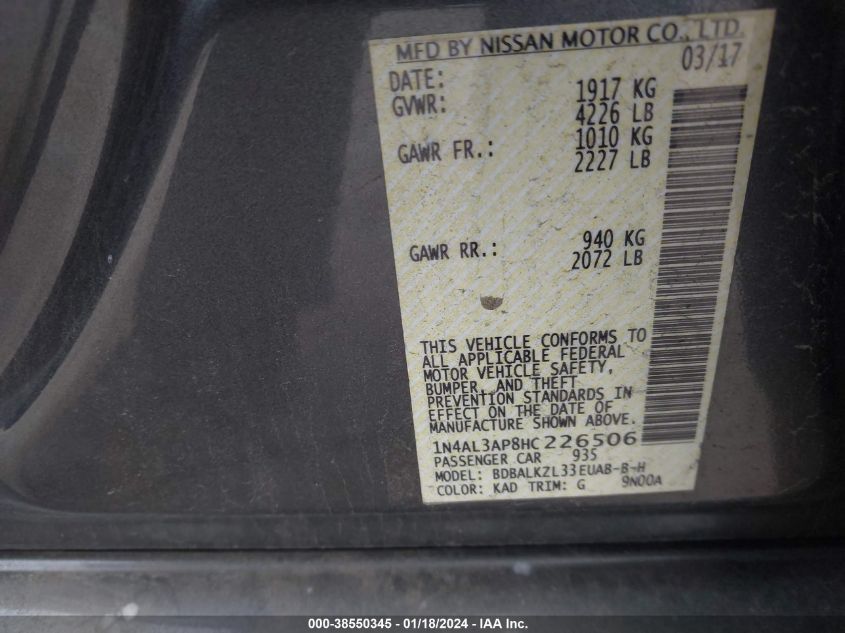 MFD BY NISSAN MOTOR CO., LTD.
DATE: 03/17
GVWR: 1917 KG
4226 LB
GAWR FR.: 1010 KG
2227 LB
GAWR RR.: 940 KG
2072 LB
THIS VEHICLE CONFORMS TO
ALL APPLICABLE FEDERAL
MOTOR VEHICLE SAFETY,
BUMPER, AND THEFT
PREVENTION STANDARDS IN
EFFECT ON THE DATE OF
MANUFACTURE SHOWN ABOVE.
1N4AL3AP8HC226506
PASSENGER CAR 935
MODEL: BDBALKZL33EUAB-B-H
COLOR: KAD TRIM: G 9N00A
000-38550345 - 01/18/2024 - IAA Inc.